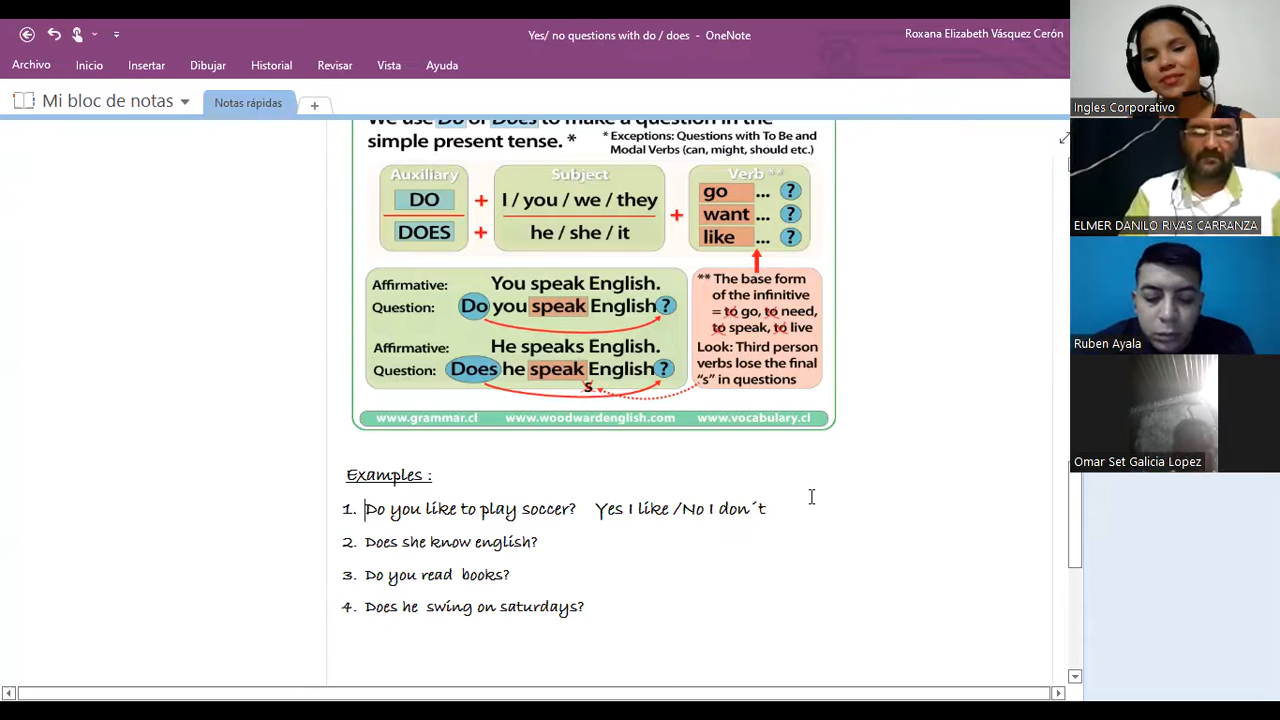 Yes/ no questions with do / does - OneNote
Roxana Elizabeth Vásquez Cerón
Archivo Inicio Insertar Dibujar Historial Revisar Vista Ayuda
Mi bloc de notas Notas rápidas
We use Do or Does to make a question in the
simple present tense. * * Exceptions: Questions with To Be and
Modal Verbs (can, might, should etc.)
Auxiliary Subject Verb **
DO + I / you / we / they
DOES + he / she / it
+
go ... ?
want ... ?
like ... ?
Affirmative: You speak English.
Question: Do you speak English ?
Affirmative: He speaks English.
Question: Does he speak English ?
s
** The base form
of the infinitive
= to go, to need,
to speak, to live
Look: Third person
verbs lose the final
“s” in questions
www.grammar.cl www.woodwardenglish.com www.vocabulary.cl
Examples :
1. Do you like to play soccer? Yes I like /No I don´t
2. Does she know english?
3. Do you read books?
4. Does he swing on saturdays?
Ingles Corporativo
ELMER DANILO RIVAS CARRANZA
Ruben Ayala
Omar Set Galicia Lopez